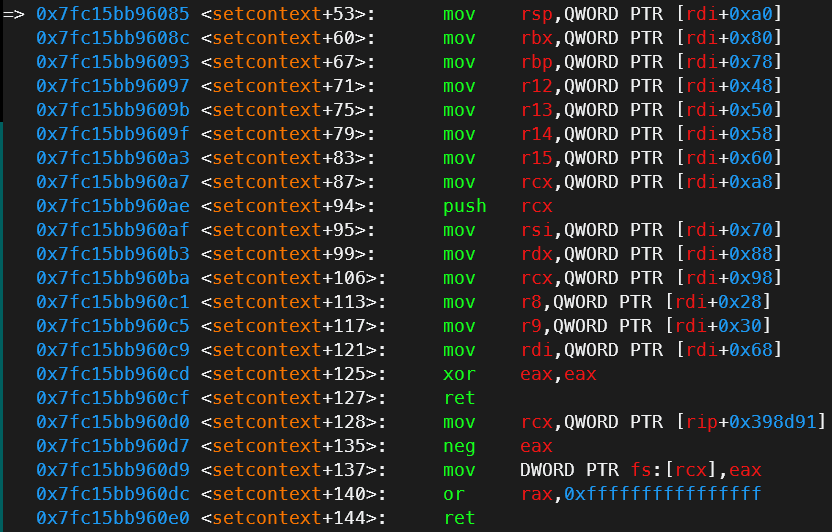 => 0x7fc15bb96085 <setcontext+53>: mov rsp,QWORD PTR [rdi+0xa0]
0x7fc15bb9608c <setcontext+60>: mov rbx,QWORD PTR [rdi+0x80]
0x7fc15bb96093 <setcontext+67>: mov rbp,QWORD PTR [rdi+0x78]
0x7fc15bb96097 <setcontext+71>: mov r12,QWORD PTR [rdi+0x48]
0x7fc15bb9609b <setcontext+75>: mov r13,QWORD PTR [rdi+0x50]
0x7fc15bb9609f <setcontext+79>: mov r14,QWORD PTR [rdi+0x58]
0x7fc15bb960a3 <setcontext+83>: mov r15,QWORD PTR [rdi+0x60]
0x7fc15bb960a7 <setcontext+87>: mov rcx,QWORD PTR [rdi+0xa8]
0x7fc15bb960ae <setcontext+94>: push rcx
0x7fc15bb960af <setcontext+95>: mov rsi,QWORD PTR [rdi+0x70]
0x7fc15bb960b3 <setcontext+99>: mov rdx,QWORD PTR [rdi+0x88]
0x7fc15bb960ba <setcontext+106>: mov rcx,QWORD PTR [rdi+0x98]
0x7fc15bb960c1 <setcontext+113>: mov r8,QWORD PTR [rdi+0x28]
0x7fc15bb960c5 <setcontext+117>: mov r9,QWORD PTR [rdi+0x30]
0x7fc15bb960c9 <setcontext+121>: mov rdi,QWORD PTR [rdi+0x68]
0x7fc15bb960cd <setcontext+125>: xor eax,eax
0x7fc15bb960cf <setcontext+127>: ret
0x7fc15bb960d0 <setcontext+128>: mov rcx,QWORD PTR [rip+0x398d91]
0x7fc15bb960d7 <setcontext+135>: neg eax
0x7fc15bb960d9 <setcontext+137>: mov DWORD PTR fs:[rcx],eax
0x7fc15bb960dc <setcontext+140>: or rax,0xffffffffffffffff
0x7fc15bb960e0 <setcontext+144>: ret